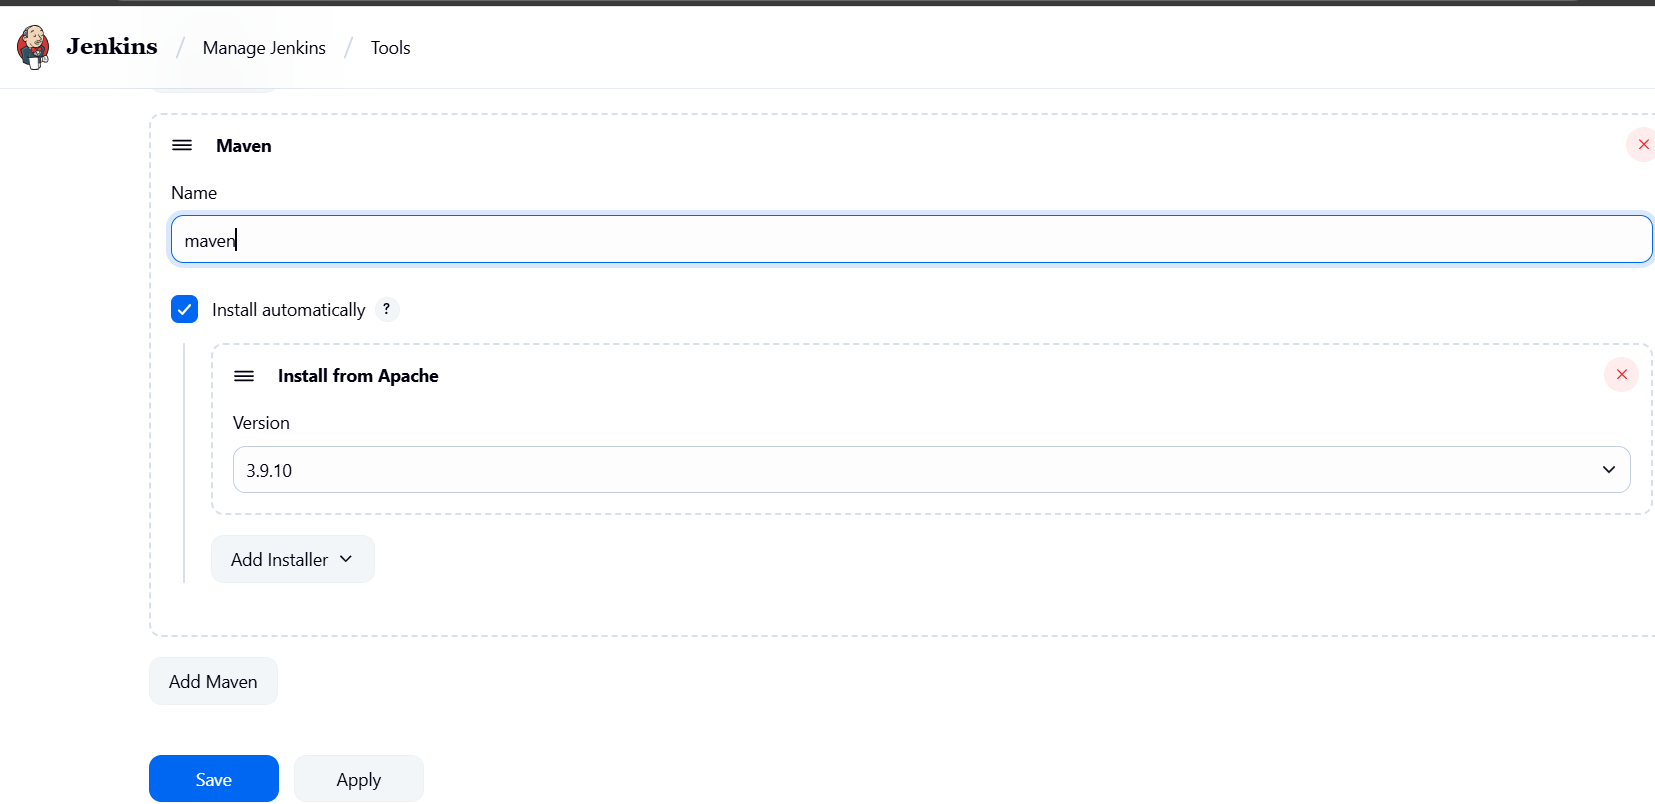 Jenkins / Manage Jenkins / Tools
Maven
Name
maven
Install automatically ?
Install from Apache
Version
3.9.10
Add Installer
Add Maven
Save Apply